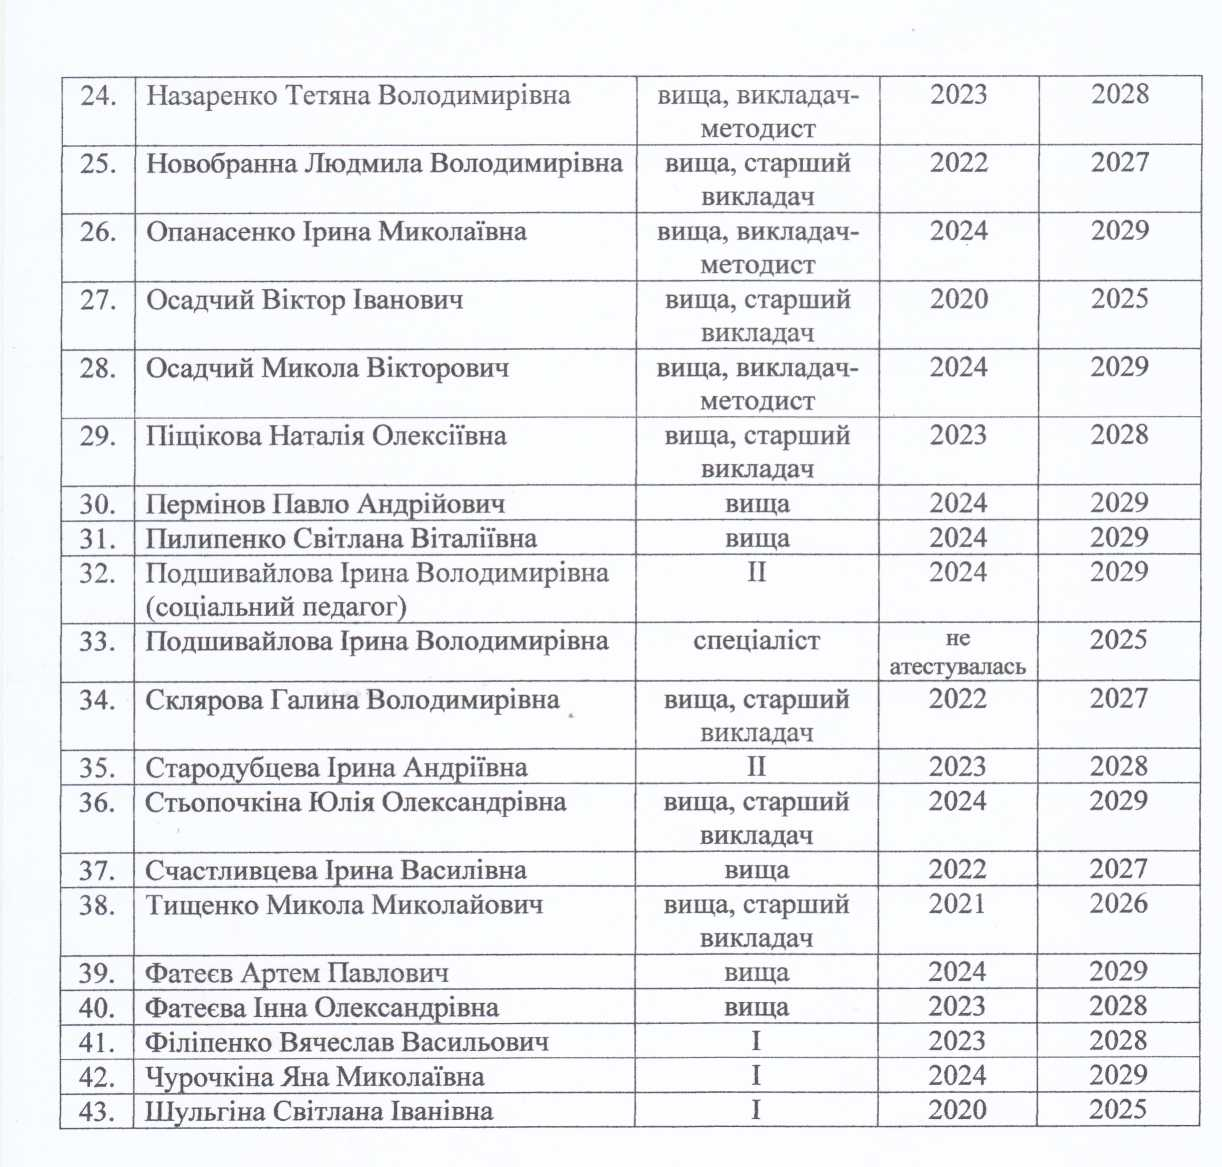 24. Назаренко Тетяна Володимирівна вища, викладач- 2023 2028
методист
25. Новобранна Людмила Володимирівна вища, старший 2022 2027
викладач
26. Опанасенко Ірина Миколаївна вища, викладач- 2024 2029
методист
27. Осадчий Віктор Іванович вища, старший 2020 2025
викладач
28. Осадчий Микола Вікторович вища, викладач- 2024 2029
методист
29. Піщікова Наталія Олексіївна вища, старший 2023 2028
викладач
30. Пермінов Павло Андрійович вища 2024 2029
31. Пилипенко Світлана Віталіївна вища 2024 2029
32. Подшивайлова Ірина Володимирівна II 2024 2029
(соціальний педагог)
33. Подшивайлова Ірина Володимирівна спеціаліст не 2025
атестувалась
34. Склярова Галина Володимирівна вища, старший 2022 2027
викладач
35. Стародубцева Ірина Андріївна II 2023 2028
36. Стьопочкіна Юлія Олександрівна вища, старший 2024 2029
викладач
37. Счастливцева Ірина Василівна вища 2022 2027
38. Тищенко Микола Миколайович вища, старший 2021 2026
викладач
39. Фатеєв Артем Павлович вища 2024 2029
40. Фатеєва Інна Олександрівна вища 2023 2028
41. Філіпенко Вячеслав Васильович I 2023 2028
42. Чурочкіна Яна Миколаївна I 2024 2029
43. Шульгіна Світлана Іванівна I 2020 2025